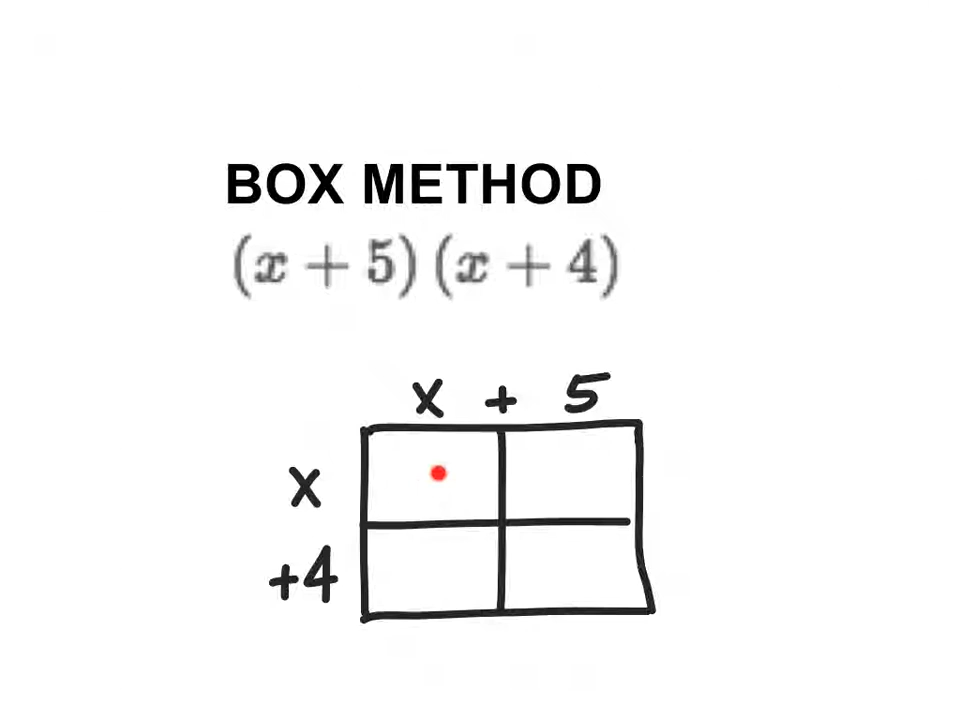 BOX METHOD
(x + 5)(x + 4)
x + 5
x
+4